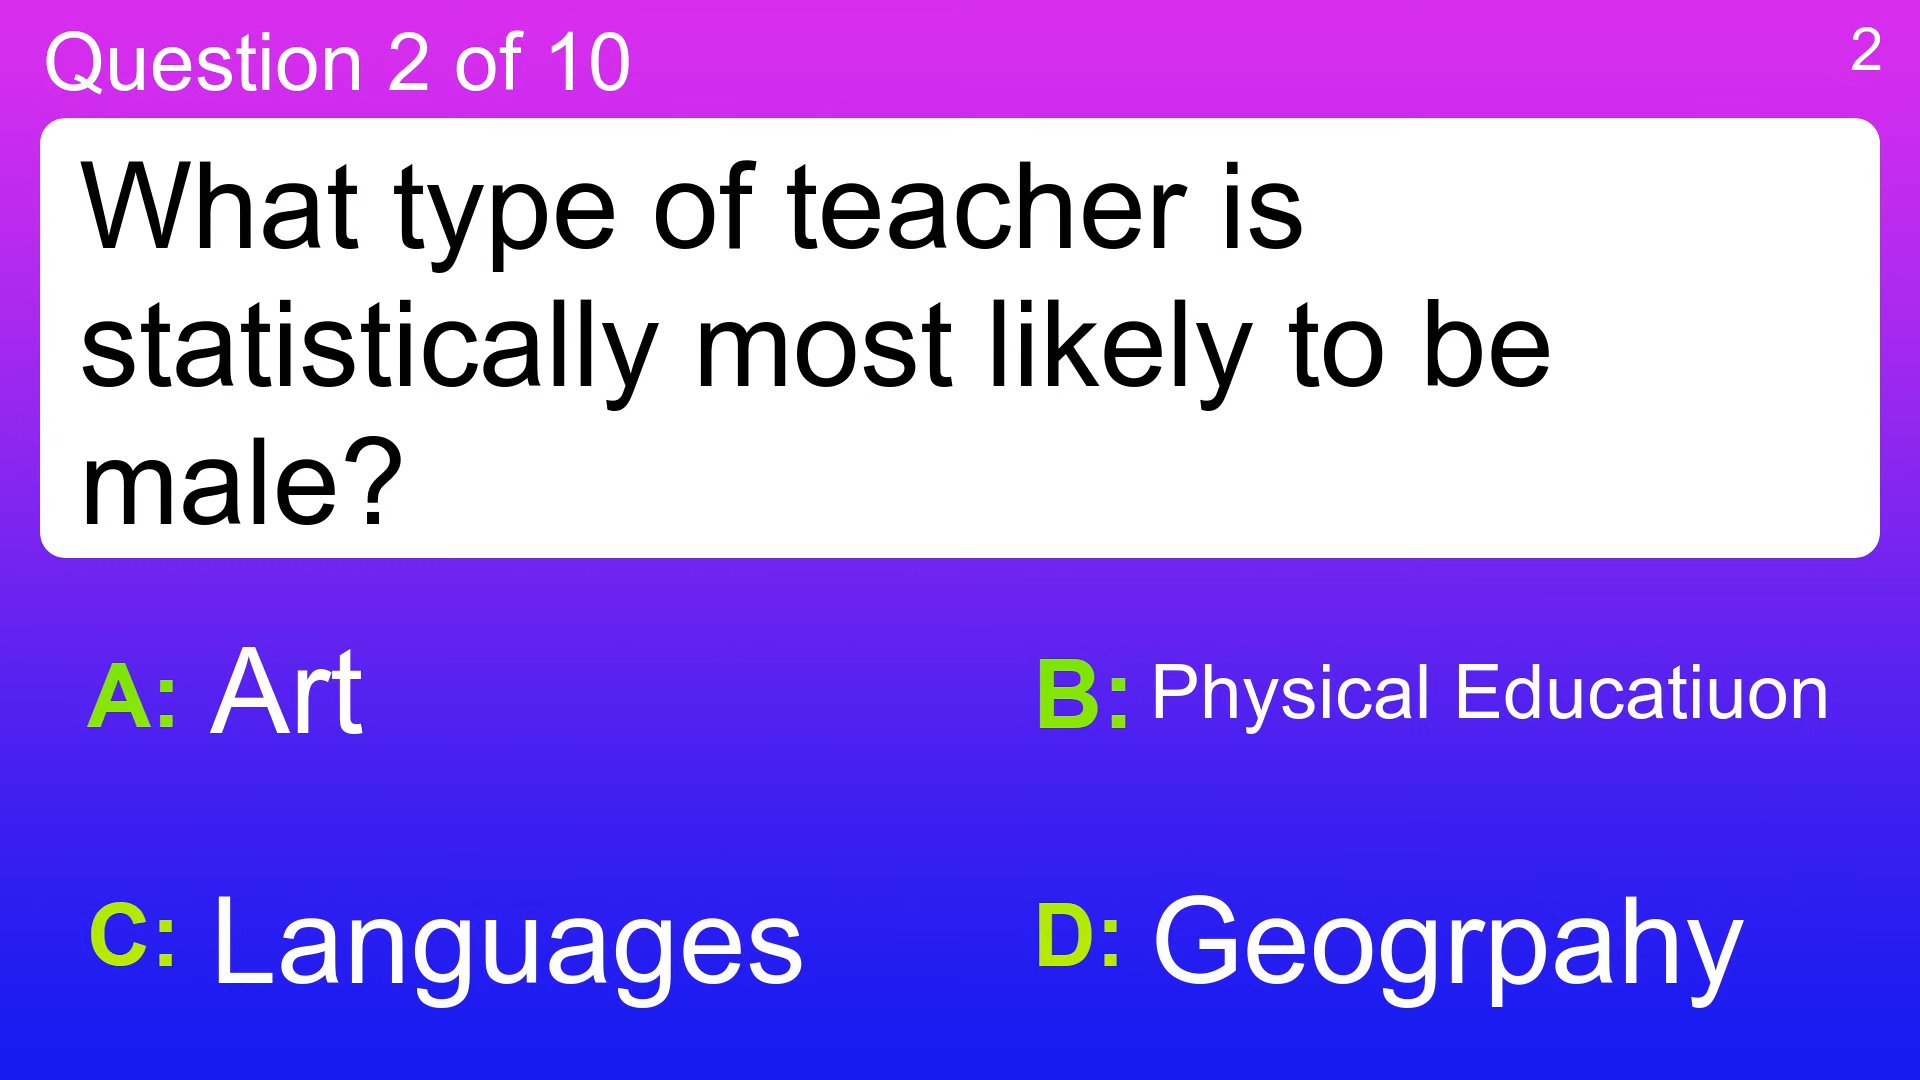 Question 2 of 10
2
What type of teacher is
statistically most likely to be
male?
A: Art
B: Physical Educatiuon
C: Languages
D: Geogrpahy